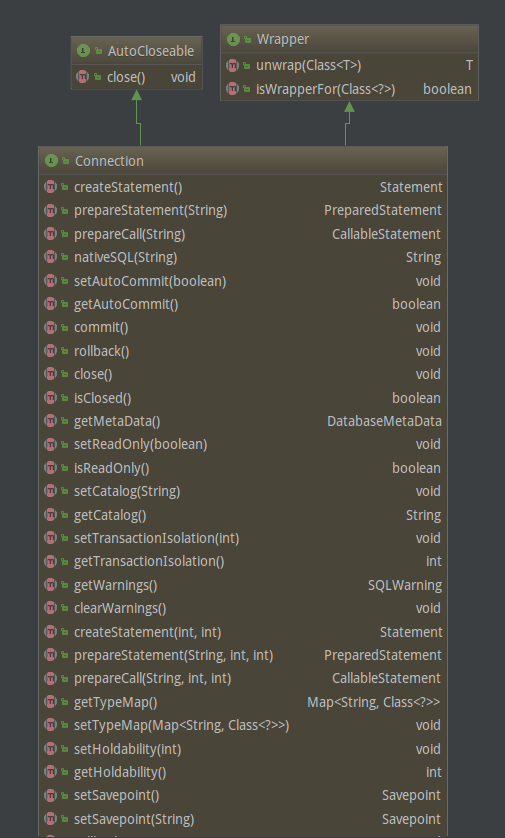 AutoCloseable
close() void
Wrapper
unwrap(Class<T>) T
isWrapperFor(Class<?>) boolean
Connection
createStatement() Statement
prepareStatement(String) PreparedStatement
prepareCall(String) CallableStatement
nativeSQL(String) String
setAutoCommit(boolean) void
getAutoCommit() boolean
commit() void
rollback() void
close() void
isClosed() boolean
getMetaData() DatabaseMetaData
setReadOnly(boolean) void
isReadOnly() boolean
setCatalog(String) void
getCatalog() String
setTransactionIsolation(int) void
getTransactionIsolation() int
getWarnings() SQLWarning
clearWarnings() void
createStatement(int, int) Statement
prepareStatement(String, int, int) PreparedStatement
prepareCall(String, int, int) CallableStatement
getTypeMap() Map<String, Class<?>>
setTypeMap(Map<String, Class<?>>) void
setHoldability(int) void
getHoldability() int
setSavepoint() Savepoint
setSavepoint(String) Savepoint